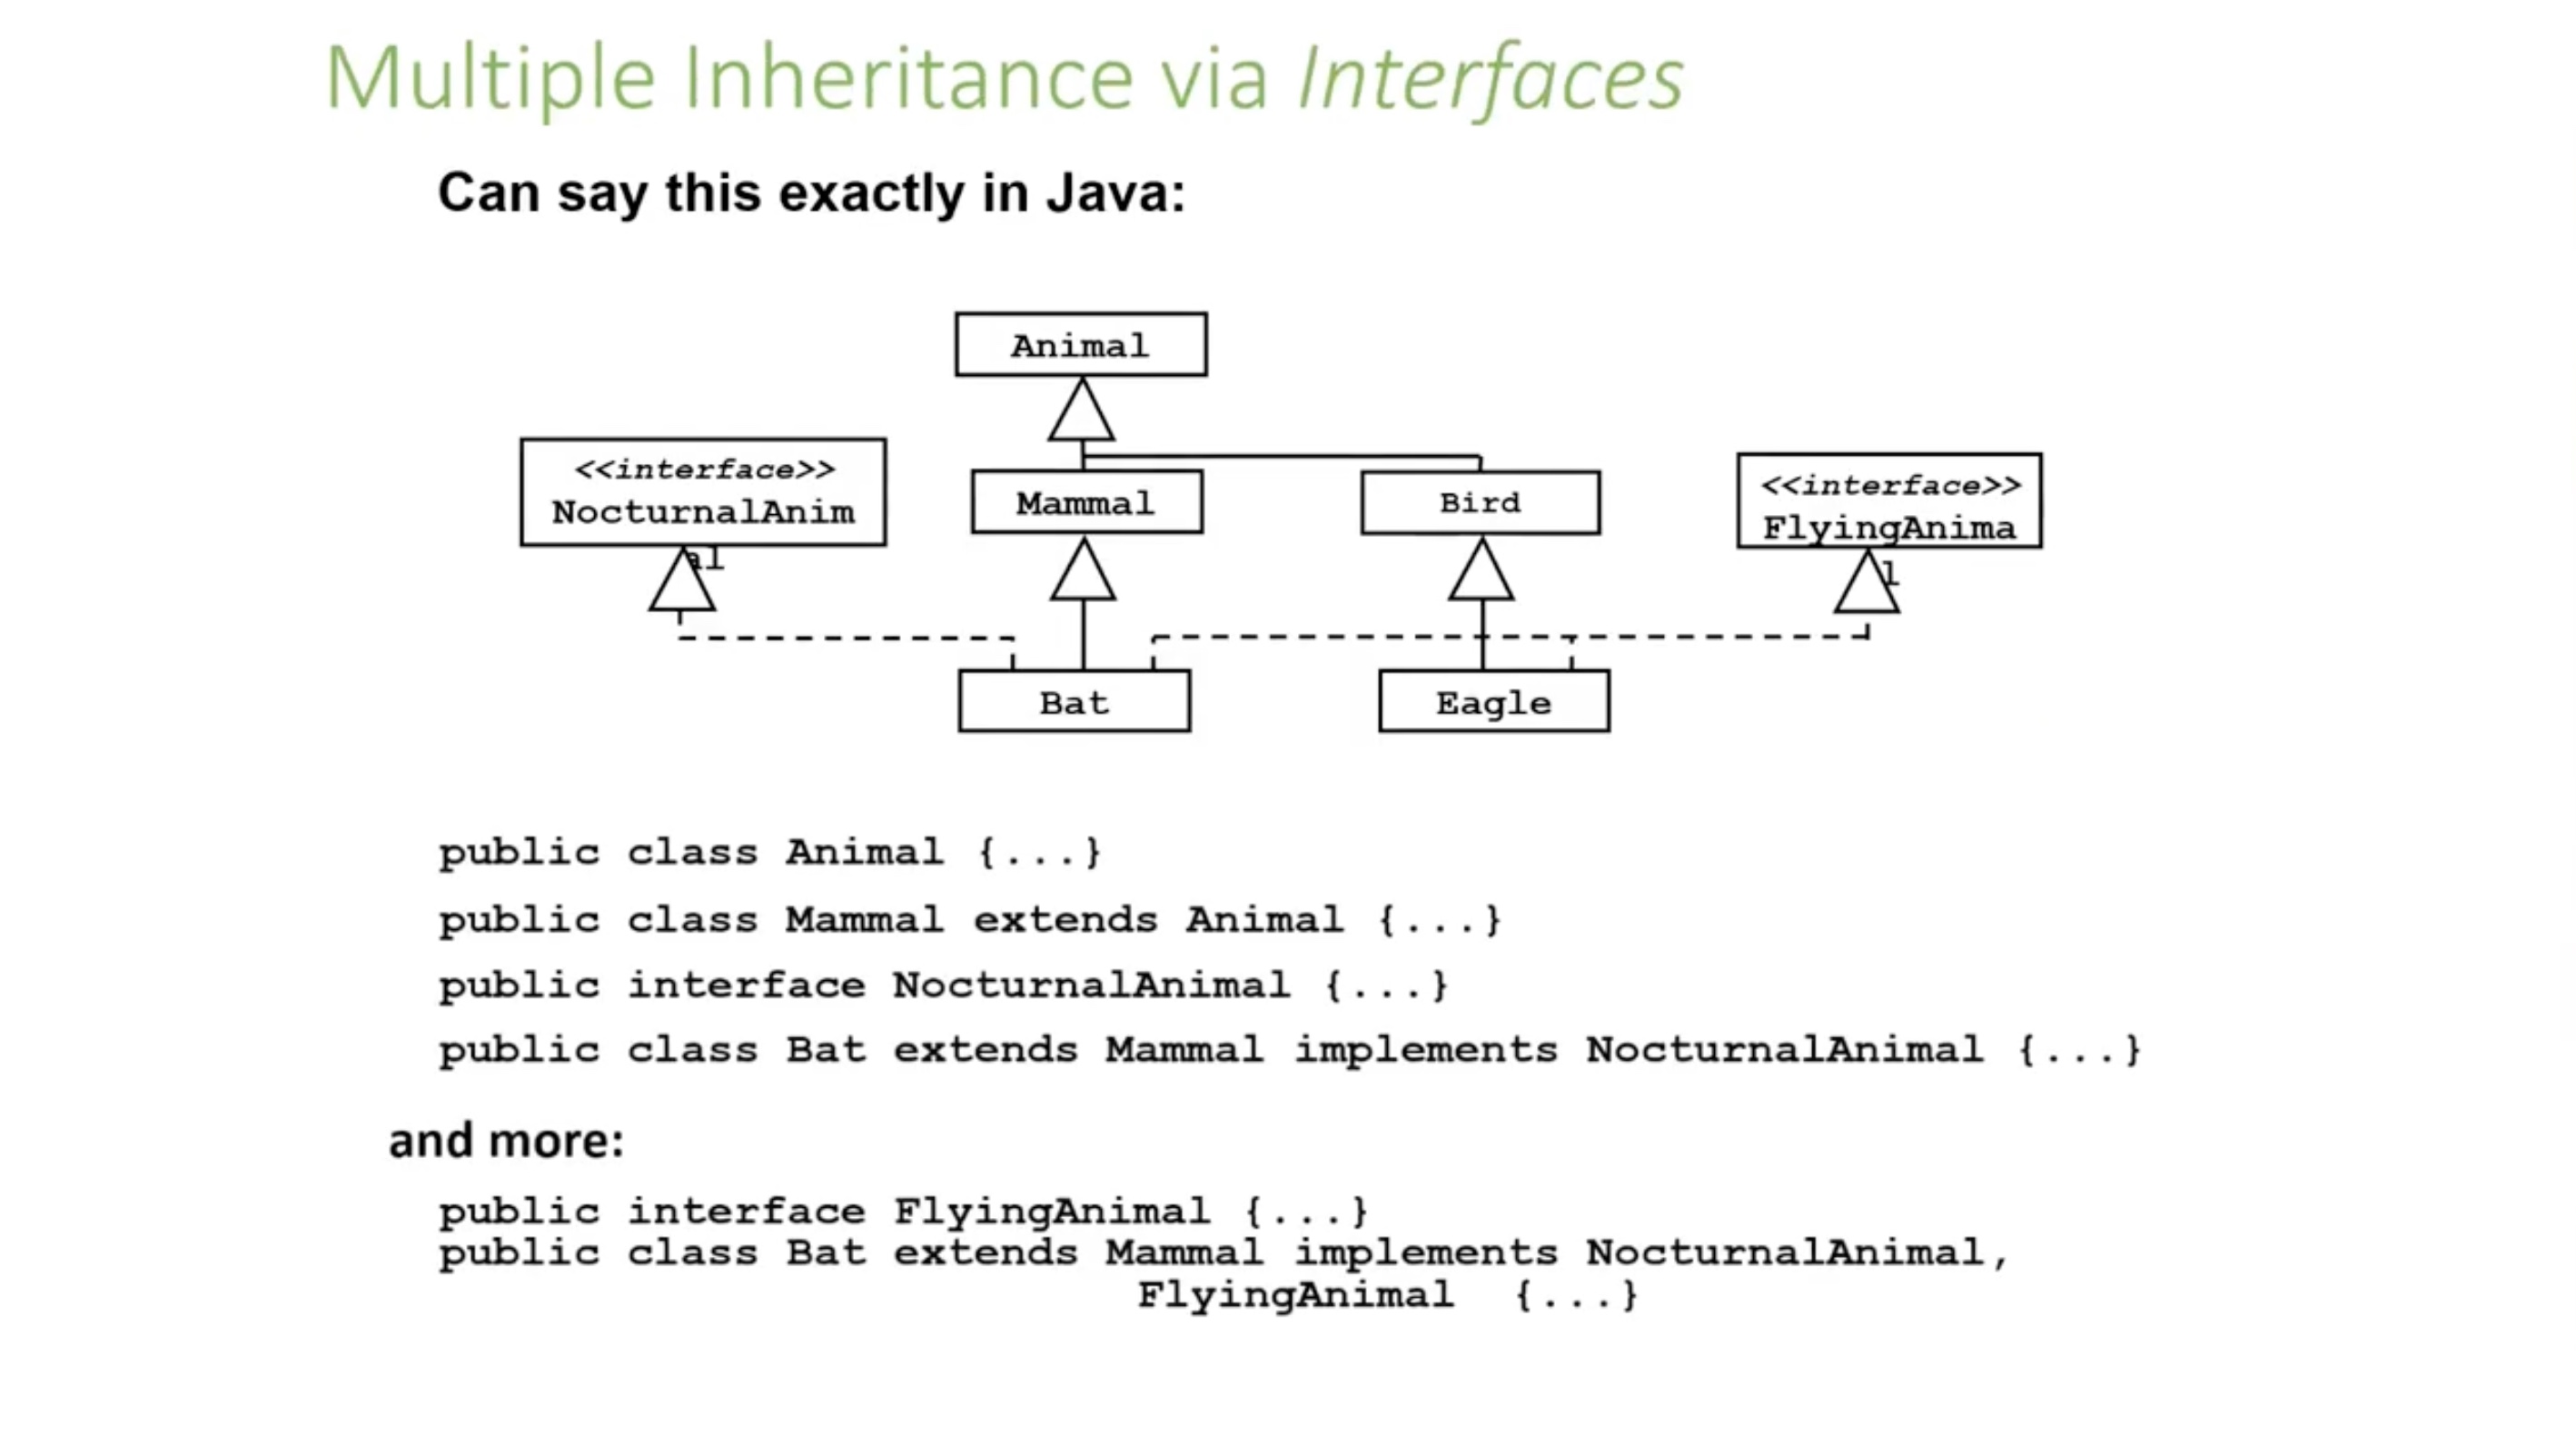 Multiple Inheritance via Interfaces
Can say this exactly in Java:
Animal
<<interface>>
NocturnalAnim
al
Mammal
Bird
<<interface>>
FlyingAnima
l
Bat
Eagle
public class Animal {...}
public class Mammal extends Animal {...}
public interface NocturnalAnimal {...}
public class Bat extends Mammal implements NocturnalAnimal {...}
and more:
public interface FlyingAnimal {...}
public class Bat extends Mammal implements NocturnalAnimal,
FlyingAnimal {...}